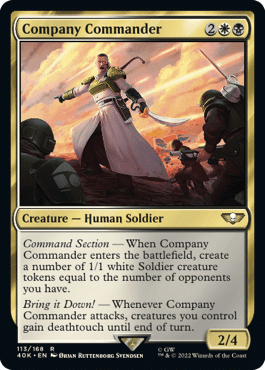 Company Commander 2
Creature — Human Soldier
Command Section — When Company
Commander enters the battlefield, create
a number of 1/1 white Soldier creature
tokens equal to the number of opponents
you have.
Bring it Down! — Whenever Company
Commander attacks, creatures you control
gain deathtouch until end of turn.
2/4
113/168 R
40K • EN Ørjan Ruttenborg Svendsen
© GW
™ & © 2022 Wizards of the Coast